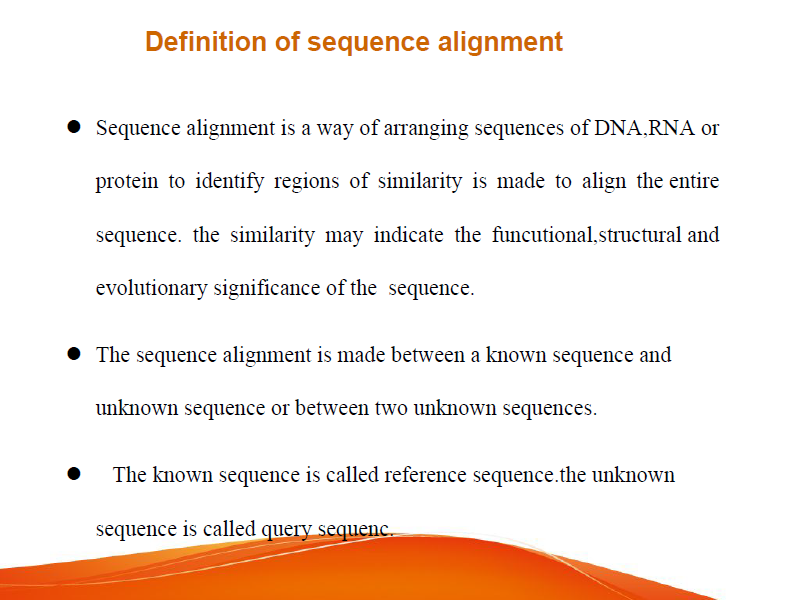 Definition of sequence alignment
● Sequence alignment is a way of arranging sequences of DNA,RNA or
protein to identify regions of similarity is made to align the entire
sequence. the similarity may indicate the funcutional,structural and
evolutionary significance of the sequence.
● The sequence alignment is made between a known sequence and
unknown sequence or between two unknown sequences.
● The known sequence is called reference sequence.the unknown
sequence is called query sequenc.